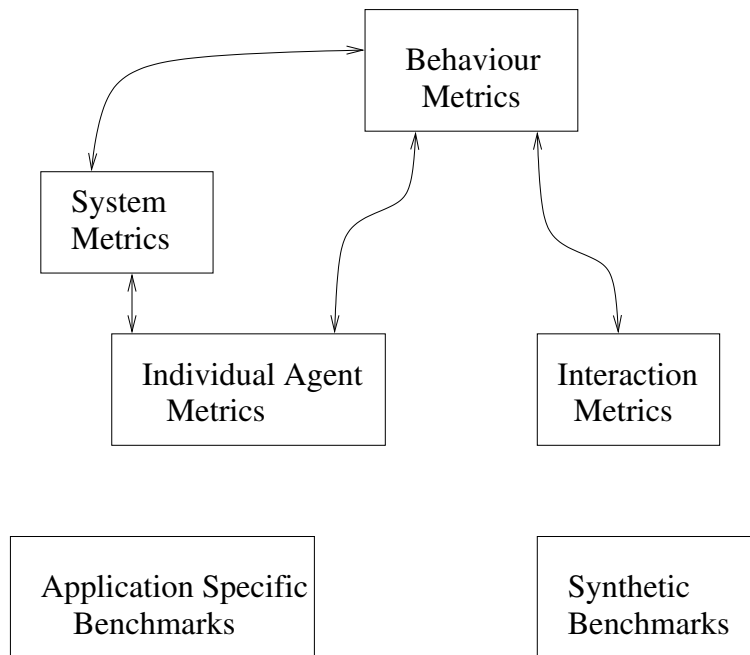 Behaviour
Metrics
System
Metrics
Individual Agent
Metrics
Interaction
Metrics
Application Specific
Benchmarks
Synthetic
Benchmarks